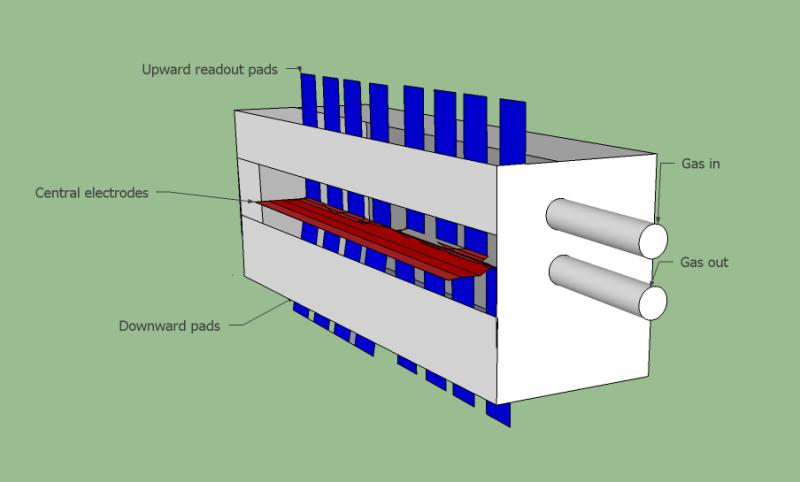 Upward readout pads
Gas in
Central electrodes
Gas out
Downward pads